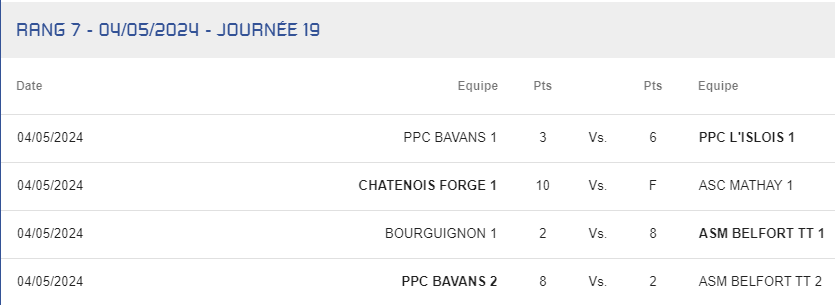 RANG 7 - 04/05/2024 - JOURNÉE 19
Date Equipe Pts Pts Equipe
04/05/2024 PPC BAVANS 1 3 Vs. 6 PPC L'ISLOIS 1
04/05/2024 CHATENOIS FORGE 1 10 Vs. F ASC MATHAY 1
04/05/2024 BOURGUIGNON 1 2 Vs. 8 ASM BELFORT TT 1
04/05/2024 PPC BAVANS 2 8 Vs. 2 ASM BELFORT TT 2